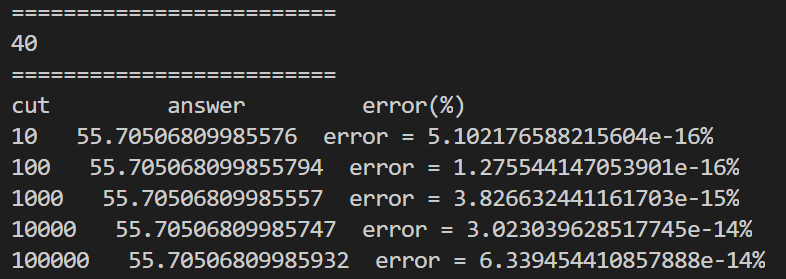 =========================
40
=========================
cut         answer         error(%)
10   55.70506809985576  error = 5.102176588215604e-16%
100   55.705068099855794  error = 1.275544147053901e-16%
1000   55.70506809985557  error = 3.826632441161703e-15%
10000   55.70506809985747  error = 3.023039628517745e-14%
100000   55.70506809985932  error = 6.339454410857888e-14%